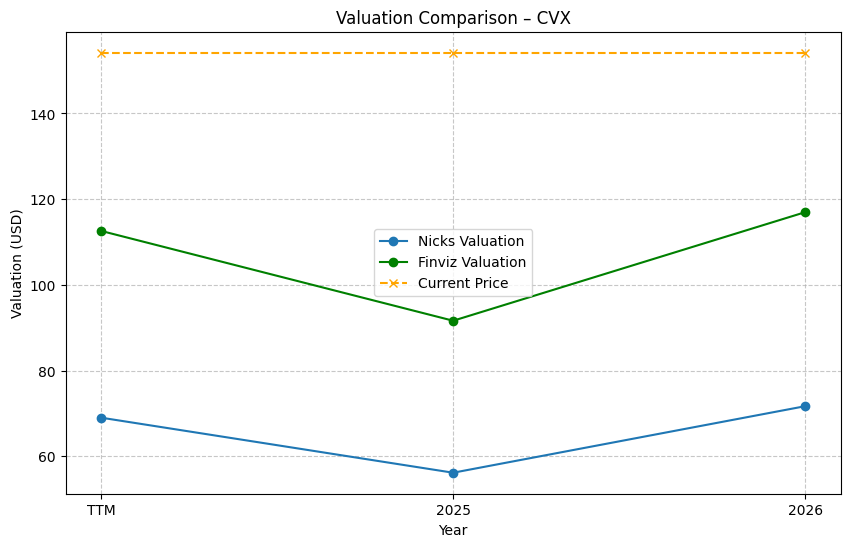 Valuation Comparison – CVX
Valuation (USD)
140
120
100
80
60
Nicks Valuation
Finviz Valuation
Current Price
TTM
2025
2026
Year